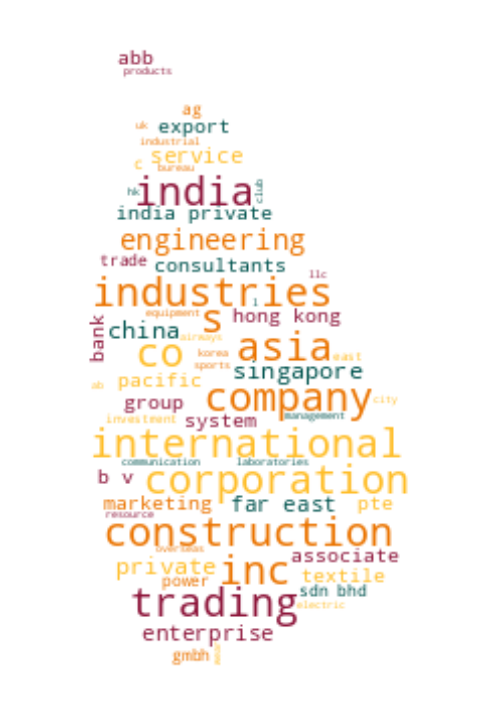 abb
products
ag
uk export
industrial
c service
bureau
hk india club
india private
engineering
trade consultants
llc
industries
equipment s hong kong
bank china airways
co korea asia east
sports singapore
ab pacific
company city
group management
investment system
international
communication laboratories
b v corporation
marketing far east pte
resource
construction
overseas associate
private inc textile
power sdn bhd
trading electric
enterprise
gmbh